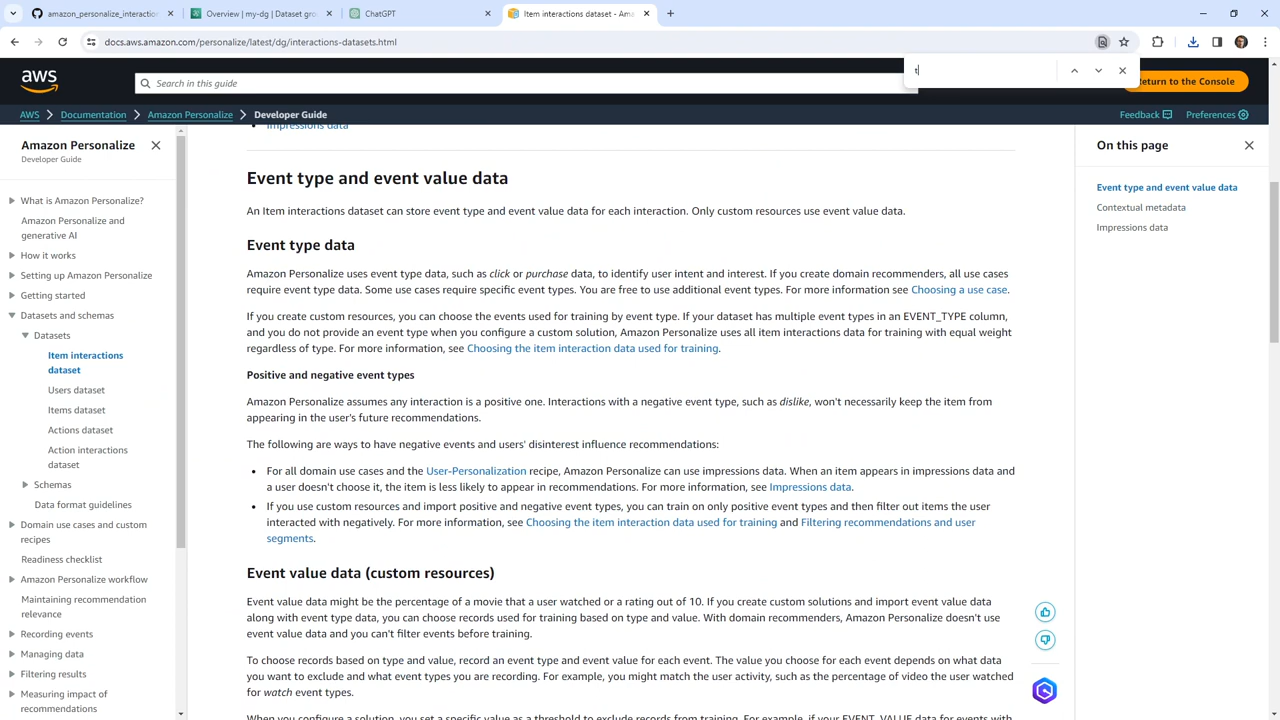 amazon_personalize_interaction
Overview | my-dg | Dataset grou
ChatGPT
Item interactions dataset - Ama
docs.aws.amazon.com/personalize/latest/dg/interactions-datasets.html
t
aws
Search in this guide
Return to the Console
AWS
Documentation
Amazon Personalize
Developer Guide
Feedback
Preferences
Amazon Personalize
Developer Guide
What is Amazon Personalize?
Amazon Personalize and
generative AI
How it works
Setting up Amazon Personalize
Getting started
Datasets and schemas
Datasets
Item interactions
dataset
Users dataset
Items dataset
Actions dataset
Action interactions
dataset
Schemas
Data format guidelines
Domain use cases and custom
recipes
Readiness checklist
Amazon Personalize workflow
Maintaining recommendation
relevance
Recording events
Managing data
Filtering results
Measuring impact of
recommendations
Impressions data
Event type and event value data
An Item interactions dataset can store event type and event value data for each interaction. Only custom resources use event value data.
Event type data
Amazon Personalize uses event type data, such as click or purchase data, to identify user intent and interest. If you create domain recommenders, all use cases
require event type data. Some use cases require specific event types. You are free to use additional event types. For more information see Choosing a use case.
If you create custom resources, you can choose the events used for training by event type. If your dataset has multiple event types in an EVENT_TYPE column,
and you do not provide an event type when you configure a custom solution, Amazon Personalize uses all item interactions data for training with equal weight
regardless of type. For more information, see Choosing the item interaction data used for training.
Positive and negative event types
Amazon Personalize assumes any interaction is a positive one. Interactions with a negative event type, such as dislike, won't necessarily keep the item from
appearing in the user's future recommendations.
The following are ways to have negative events and users' disinterest influence recommendations:
For all domain use cases and the User-Personalization recipe, Amazon Personalize can use impressions data. When an item appears in impressions data and
a user doesn't choose it, the item is less likely to appear in recommendations. For more information, see Impressions data.
If you use custom resources and import positive and negative event types, you can train on only positive event types and then filter out items the user
interacted with negatively. For more information, see Choosing the item interaction data used for training and Filtering recommendations and user
segments.
Event value data (custom resources)
Event value data might be the percentage of a movie that a user watched or a rating out of 10. If you create custom solutions and import event value data
along with event type data, you can choose records used for training based on type and value. With domain recommenders, Amazon Personalize doesn't use
event value data and you can't filter events before training.
To choose records based on type and value, record an event type and event value for each event. The value you choose for each event depends on what data
you want to exclude and what event types you are recording. For example, you might match the user activity, such as the percentage of video the user watched
for watch event types.
When you configure a solution, you set a specific value as a threshold to exclude records from training. For example, if your EVENT_VALUE data for events with
On this page
Event type and event value data
Contextual metadata
Impressions data